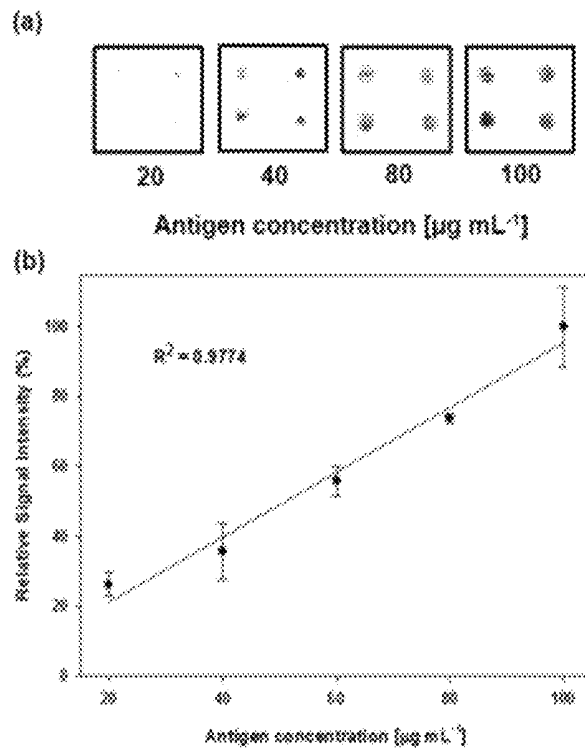 (a)
20 40 80 100
Antigen concentration [µg mL⁻¹]
(b)
R² = 0.9774
Relative Signal Intensity (%)
100
80
60
40
20
0
20 40 60 80 100
Antigen concentration [µg mL⁻¹]